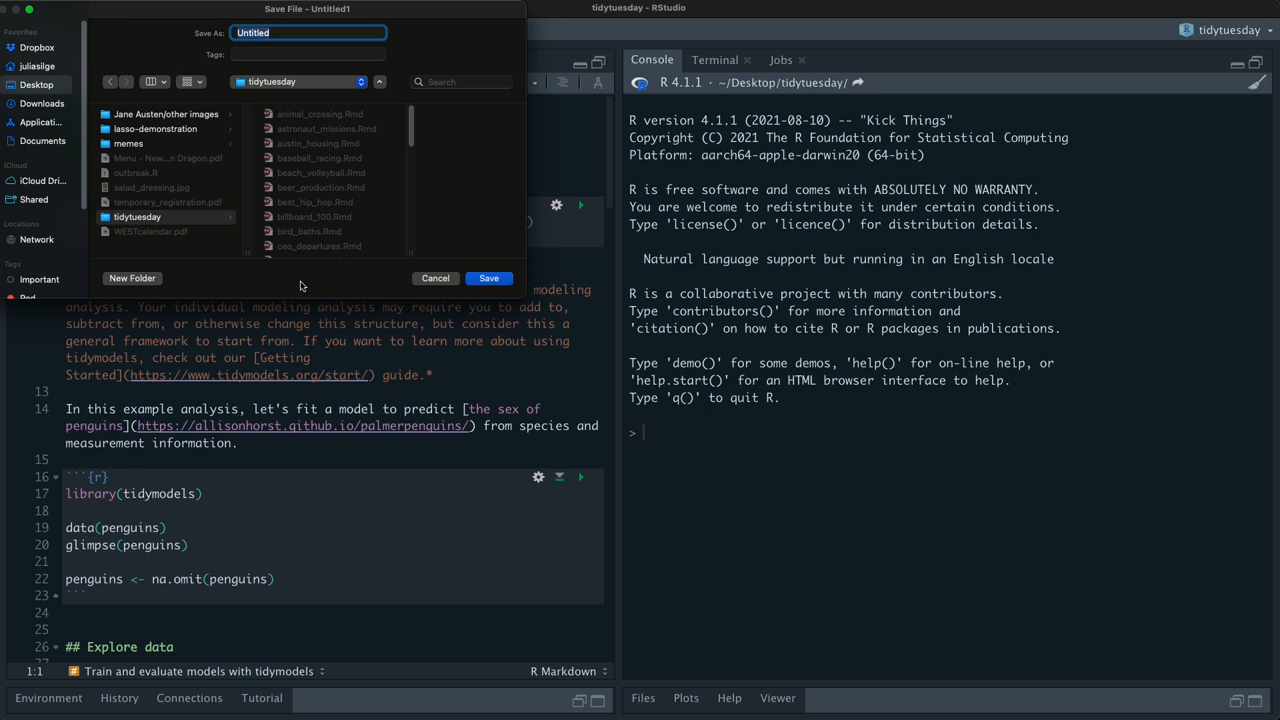 Save File - Untitled1
tidytuesday - RStudio
Favorites
Dropbox
juliasilge
Desktop
Downloads
Applicati...
Documents
iCloud
iCloud Dri...
Shared
Locations
Network
Tags
Important
Red
Save As: Untitled
Tags:
tidytuesday
Search
Jane Austen/other images
lasso-demonstration
memes
Menu - New...n Dragon.pdf
outbreak.R
salad_dressing.jpg
temporary_registration.pdf
tidytuesday
WESTcalendar.pdf
animal_crossing.Rmd
astronaut_missions.Rmd
austin_housing.Rmd
baseball_racing.Rmd
beach_volleyball.Rmd
beer_production.Rmd
best_hip_hop.Rmd
billboard_100.Rmd
bird_baths.Rmd
ceo_departures.Rmd
New Folder
Cancel
Save
)
modeling
analysis. Your individual modeling analysis may require you to add to,
subtract from, or otherwise change this structure, but consider this a
general framework to start from. If you want to learn more about using
tidymodels, check out our [Getting
Started](https://www.tidymodels.org/start/) guide.*
13
14 In this example analysis, let's fit a model to predict [the sex of
penguins](https://allisonhorst.github.io/palmerpenguins/) from species and
measurement information.
15
16 ```{r}
17 library(tidymodels)
18
19 data(penguins)
20 glimpse(penguins)
21
22 penguins <- na.omit(penguins)
23 ```
24
25
26 ## Explore data
27
1:1 # Train and evaluate models with tidymodels
R Markdown
Environment History Connections Tutorial
tidytuesday
Console Terminal Jobs
R 4.1.1 · ~/Desktop/tidytuesday/
R version 4.1.1 (2021-08-10) -- "Kick Things"
Copyright (C) 2021 The R Foundation for Statistical Computing
Platform: aarch64-apple-darwin20 (64-bit)
R is free software and comes with ABSOLUTELY NO WARRANTY.
You are welcome to redistribute it under certain conditions.
Type 'license()' or 'licence()' for distribution details.
Natural language support but running in an English locale
R is a collaborative project with many contributors.
Type 'contributors()' for more information and
'citation()' on how to cite R or R packages in publications.
Type 'demo()' for some demos, 'help()' for on-line help, or
'help.start()' for an HTML browser interface to help.
Type 'q()' to quit R.
>
Files Plots Help Viewer